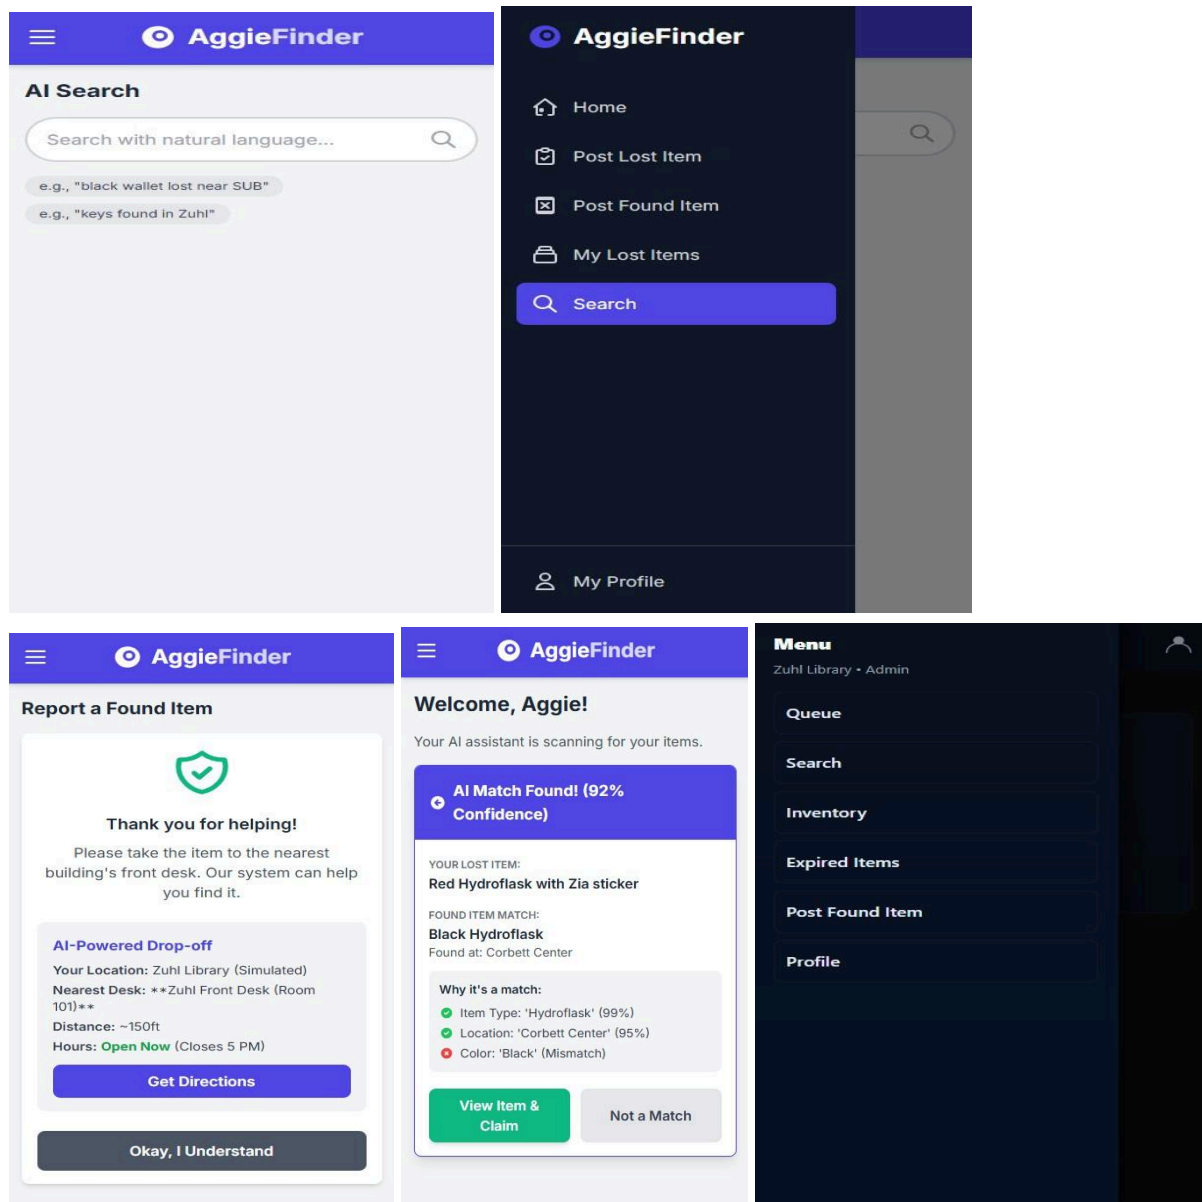 AggieFinder
AI Search
Search with natural language...
e.g., "black wallet lost near SUB"
e.g., "keys found in Zuhl"
AggieFinder
Home
Post Lost Item
Post Found Item
My Lost Items
Search
My Profile
AggieFinder
Report a Found Item
Thank you for helping!
Please take the item to the nearest
building's front desk. Our system can help
you find it.
AI-Powered Drop-off
Your Location: Zuhl Library (Simulated)
Nearest Desk: **Zuhl Front Desk (Room
101)**
Distance: ~150ft
Hours: Open Now (Closes 5 PM)
Get Directions
Okay, I Understand
AggieFinder
Welcome, Aggie!
Your AI assistant is scanning for your items.
AI Match Found! (92%
Confidence)
YOUR LOST ITEM:
Red Hydroflask with Zia sticker
FOUND ITEM MATCH:
Black Hydroflask
Found at: Corbett Center
Why it's a match:
Item Type: 'Hydroflask' (99%)
Location: 'Corbett Center' (95%)
Color: 'Black' (Mismatch)
View Item &
Claim
Not a Match
Menu
Zuhl Library • Admin
Queue
Search
Inventory
Expired Items
Post Found Item
Profile